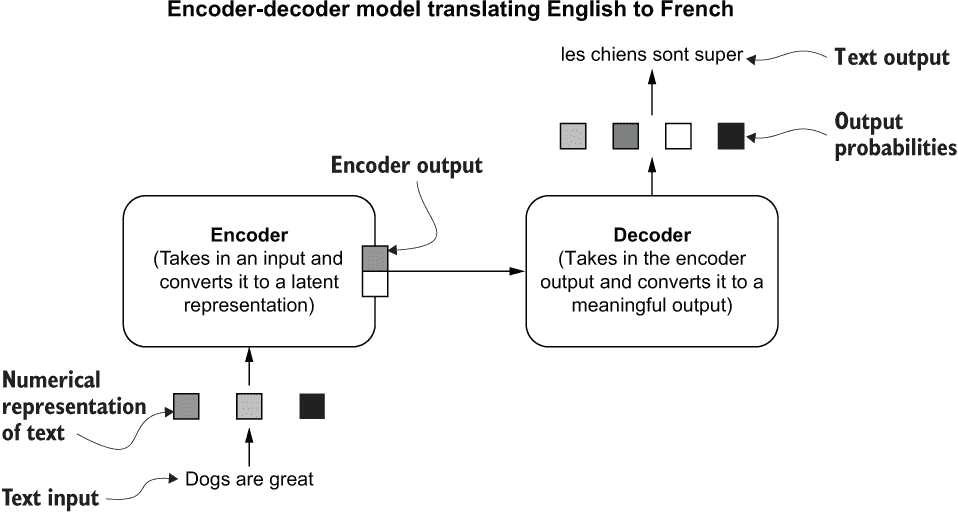 Encoder-decoder model translating English to French
les chiens sont super
Text output
Output
probabilities
Encoder output
Encoder
(Takes in an input and
converts it to a latent
representation)
Decoder
(Takes in the encoder
output and converts it to a
meaningful output)
Numerical
representation
of text
Dogs are great
Text input